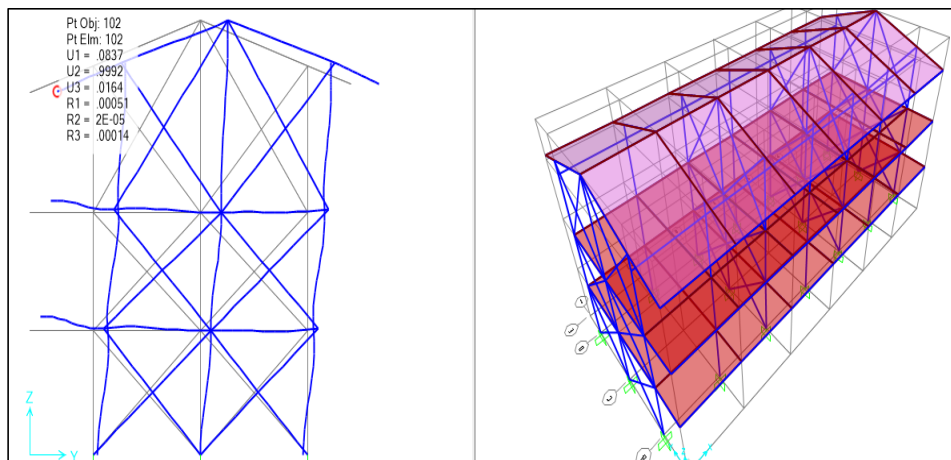 Pt Obj: 102
Pt Elm: 102
U1 = .0837
U2 = .9992
U3 = .0164
R1 = .00051
R2 = 2E-05
R3 = .00014
Z
Y